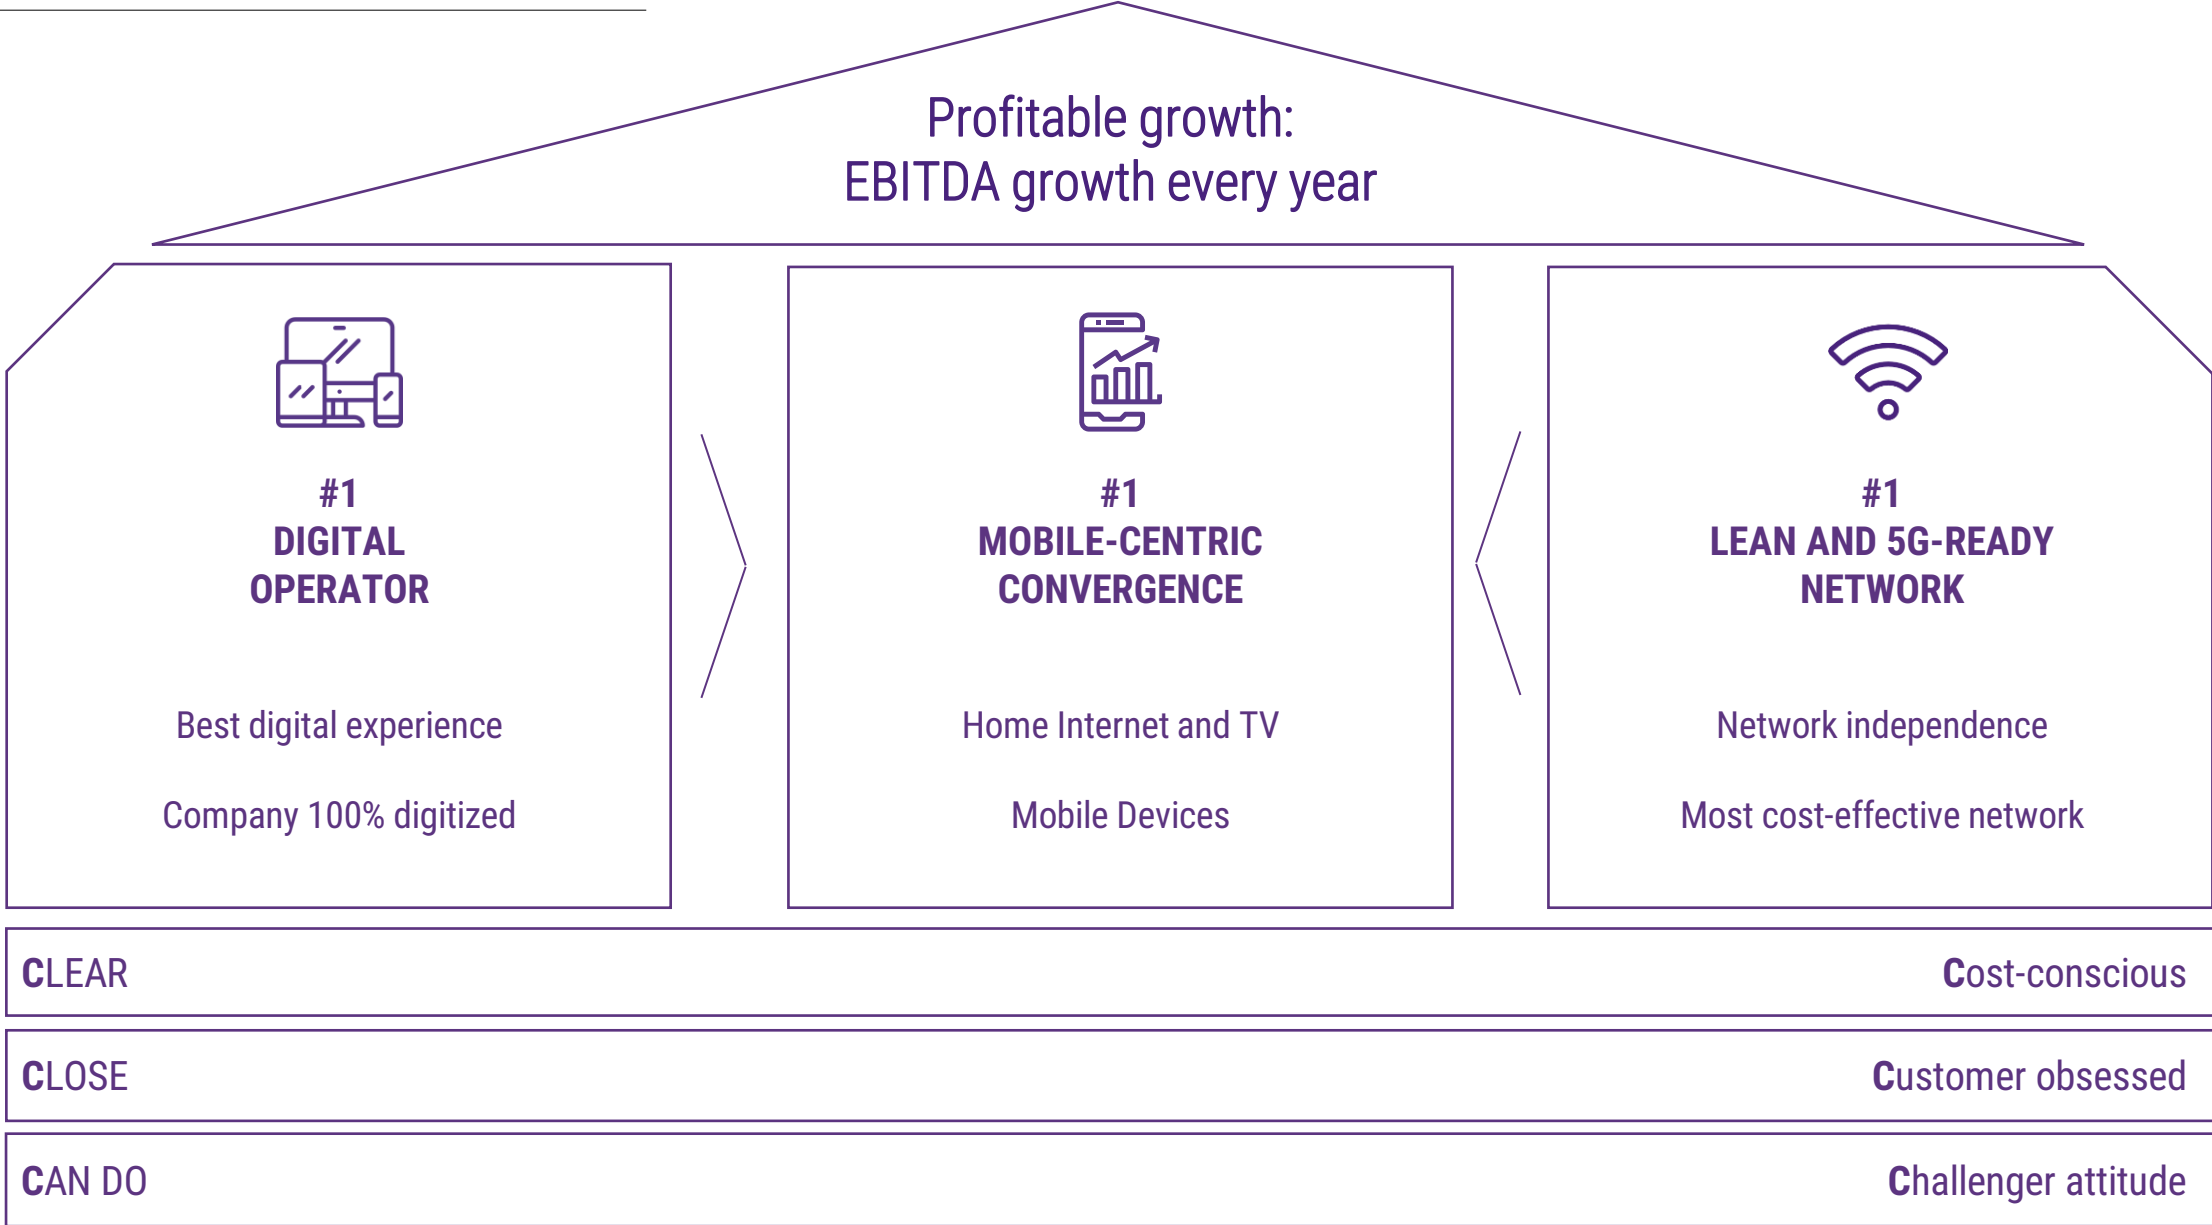 Profitable growth:
EBITDA growth every year
#1
DIGITAL
OPERATOR
Best digital experience
Company 100% digitized
#1
MOBILE-CENTRIC
CONVERGENCE
Home Internet and TV
Mobile Devices
#1
LEAN AND 5G-READY
NETWORK
Network independence
Most cost-effective network
CLEAR
Cost-conscious
CLOSE
Customer obsessed
CAN DO
Challenger attitude